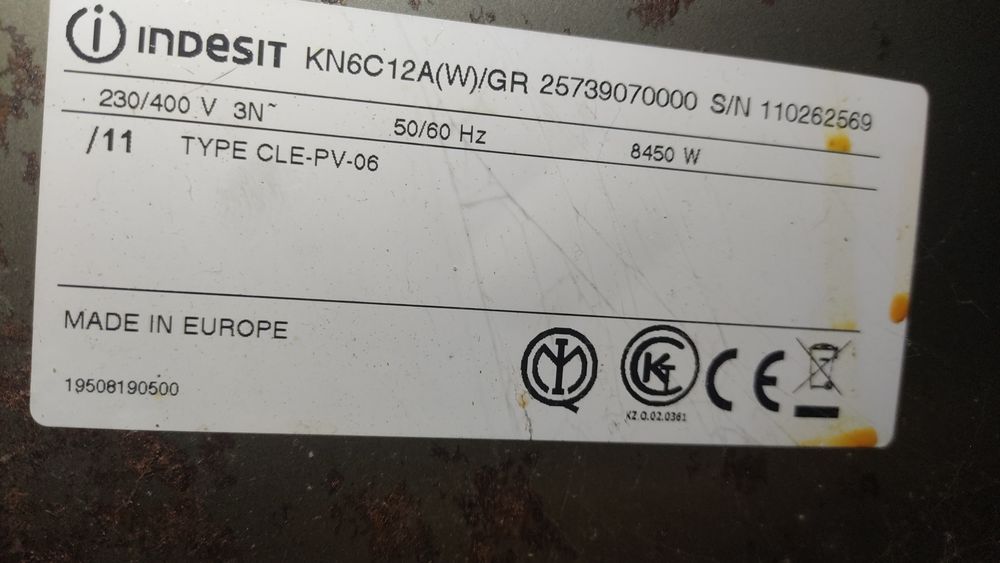 indesit KN6C12A(W)/GR 25739070000 S/N 110262569
230/400 V 3N~ 50/60 Hz 8450 W
/11 TYPE CLE-PV-06
MADE IN EUROPE
19508190500
KZ.O.02.0361